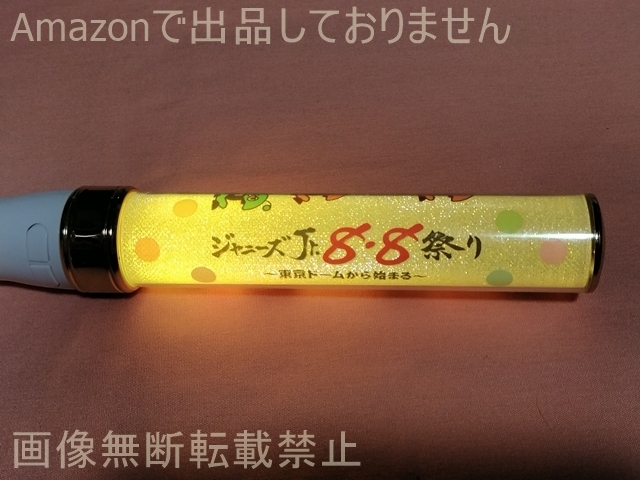 Amazonで出品しておりません
ジャニーズJr.8・8祭り
～東京ドームから始まる～
画像無断転載禁止